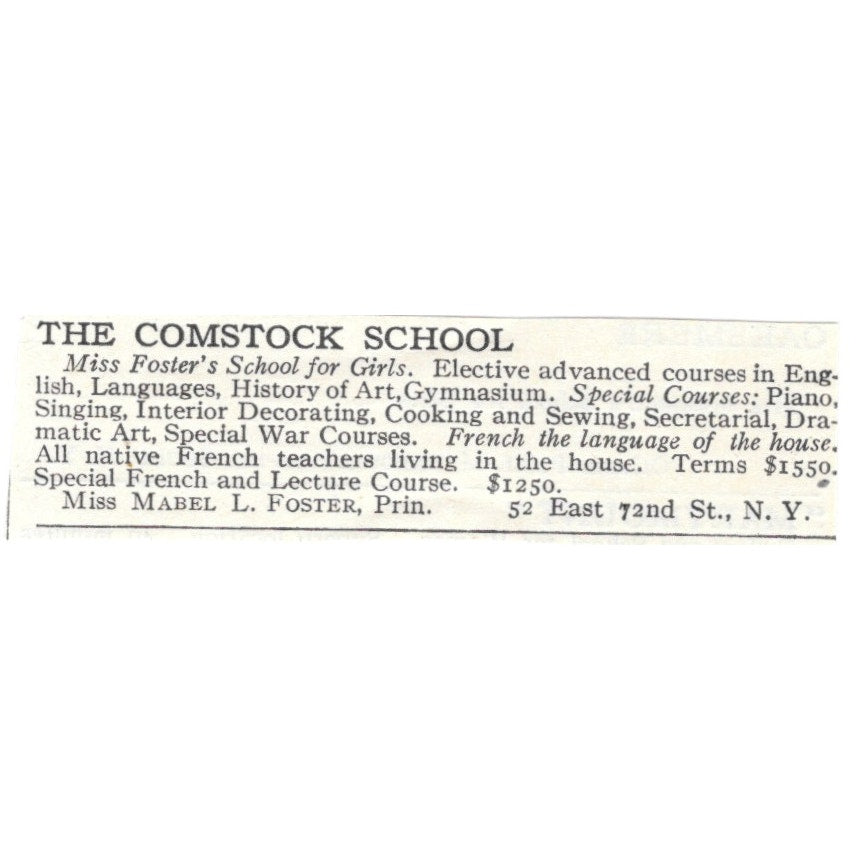 THE COMSTOCK SCHOOL
Miss Foster's School for Girls. Elective advanced courses in Eng-
lish, Languages, History of Art, Gymnasium. Special Courses: Piano,
Singing, Interior Decorating, Cooking and Sewing, Secretarial, Dra-
matic Art, Special War Courses. French the language of the house.
All native French teachers living in the house. Terms $1550.
Special French and Lecture Course. $1250.
Miss MABEL L. FOSTER, Prin. 52 East 72nd St., N. Y.